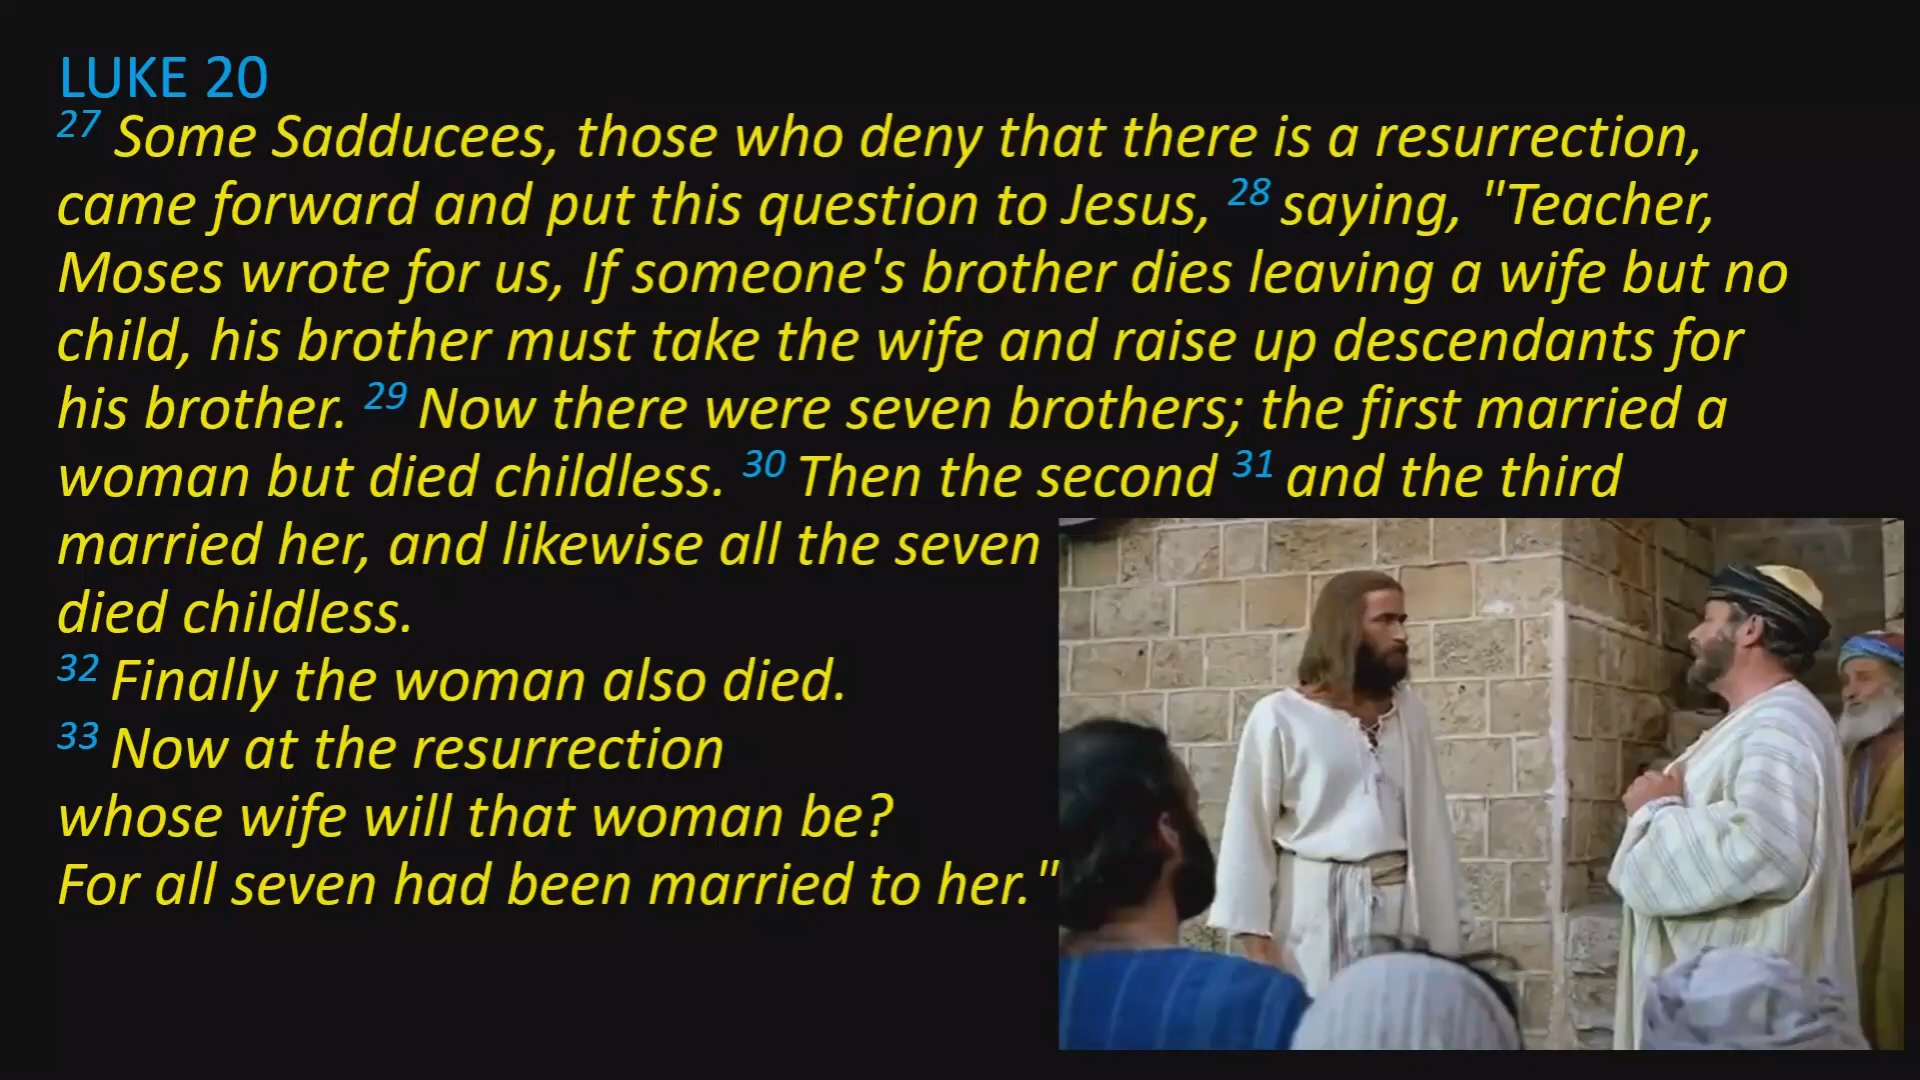 LUKE 20
27 Some Sadducees, those who deny that there is a resurrection,
came forward and put this question to Jesus, 28 saying, "Teacher,
Moses wrote for us, If someone's brother dies leaving a wife but no
child, his brother must take the wife and raise up descendants for
his brother. 29 Now there were seven brothers; the first married a
woman but died childless. 30 Then the second 31 and the third
married her, and likewise all the seven
died childless.
32 Finally the woman also died.
33 Now at the resurrection
whose wife will that woman be?
For all seven had been married to her."